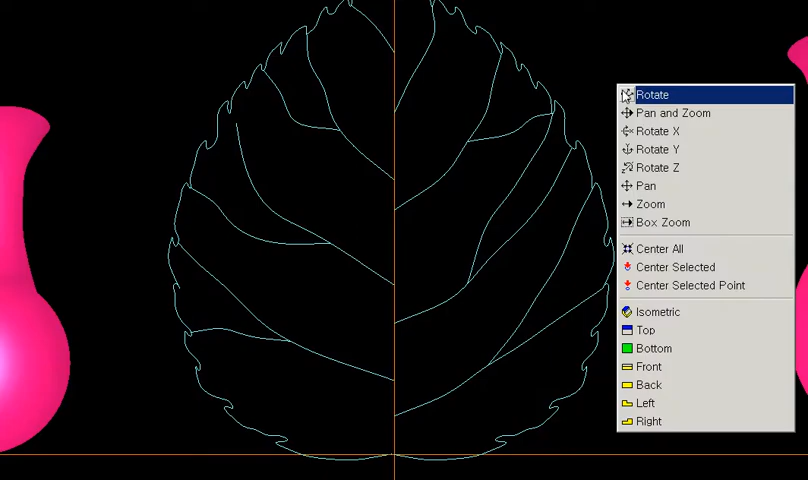 Rotate
Pan and Zoom
Rotate X
Rotate Y
Rotate Z
Pan
Zoom
Box Zoom
Center All
Center Selected
Center Selected Point
Isometric
Top
Bottom
Front
Back
Left
Right